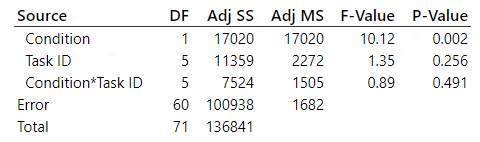 Source DF Adj SS Adj MS F-Value P-Value
Condition 1 17020 17020 10.12 0.002
Task ID 5 11359 2272 1.35 0.256
Condition*Task ID 5 7524 1505 0.89 0.491
Error 60 100938 1682
Total 71 136841